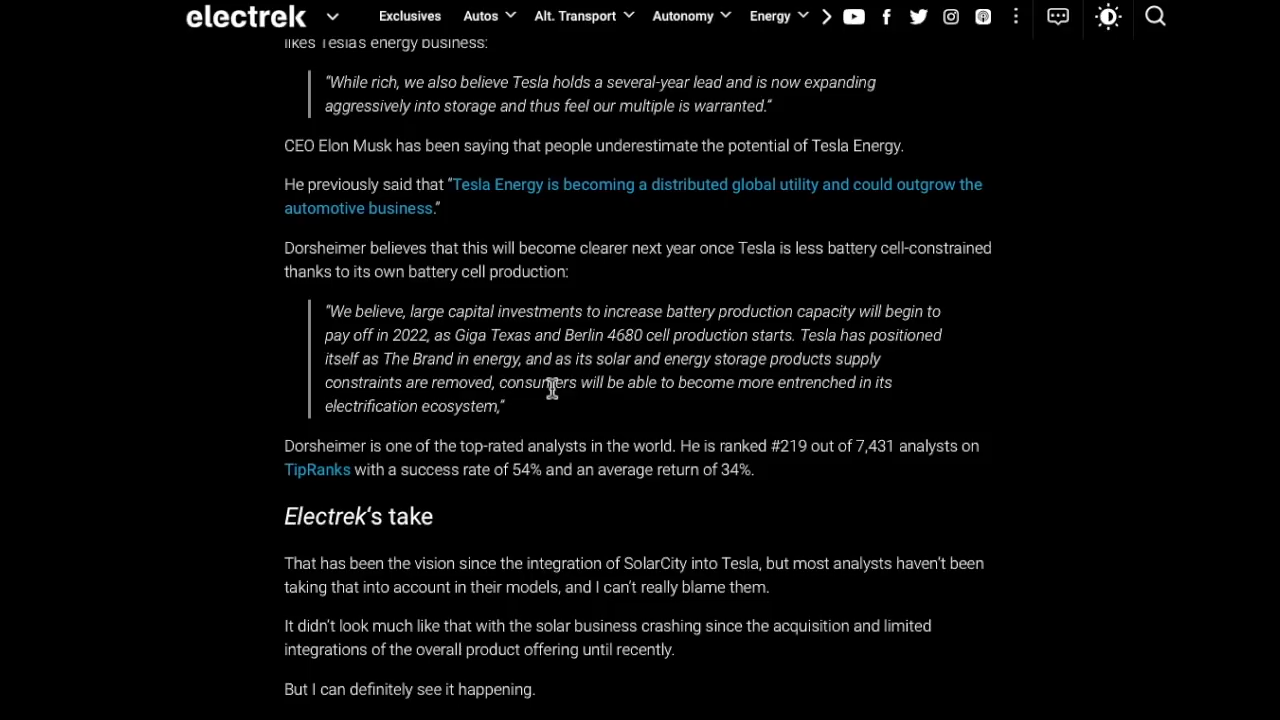 electrek Exclusives Autos Alt. Transport Autonomy Energy
likes Tesla's energy business:
“While rich, we also believe Tesla holds a several-year lead and is now expanding
aggressively into storage and thus feel our multiple is warranted.“
CEO Elon Musk has been saying that people underestimate the potential of Tesla Energy.
He previously said that “Tesla Energy is becoming a distributed global utility and could outgrow the
automotive business.”
Dorsheimer believes that this will become clearer next year once Tesla is less battery cell-constrained
thanks to its own battery cell production:
“We believe, large capital investments to increase battery production capacity will begin to
pay off in 2022, as Giga Texas and Berlin 4680 cell production starts. Tesla has positioned
itself as The Brand in energy, and as its solar and energy storage products supply
constraints are removed, consumers will be able to become more entrenched in its
electrification ecosystem,“
Dorsheimer is one of the top-rated analysts in the world. He is ranked #219 out of 7,431 analysts on
TipRanks with a success rate of 54% and an average return of 34%.
Electrek‘s take
That has been the vision since the integration of SolarCity into Tesla, but most analysts haven’t been
taking that into account in their models, and I can’t really blame them.
It didn’t look much like that with the solar business crashing since the acquisition and limited
integrations of the overall product offering until recently.
But I can definitely see it happening.